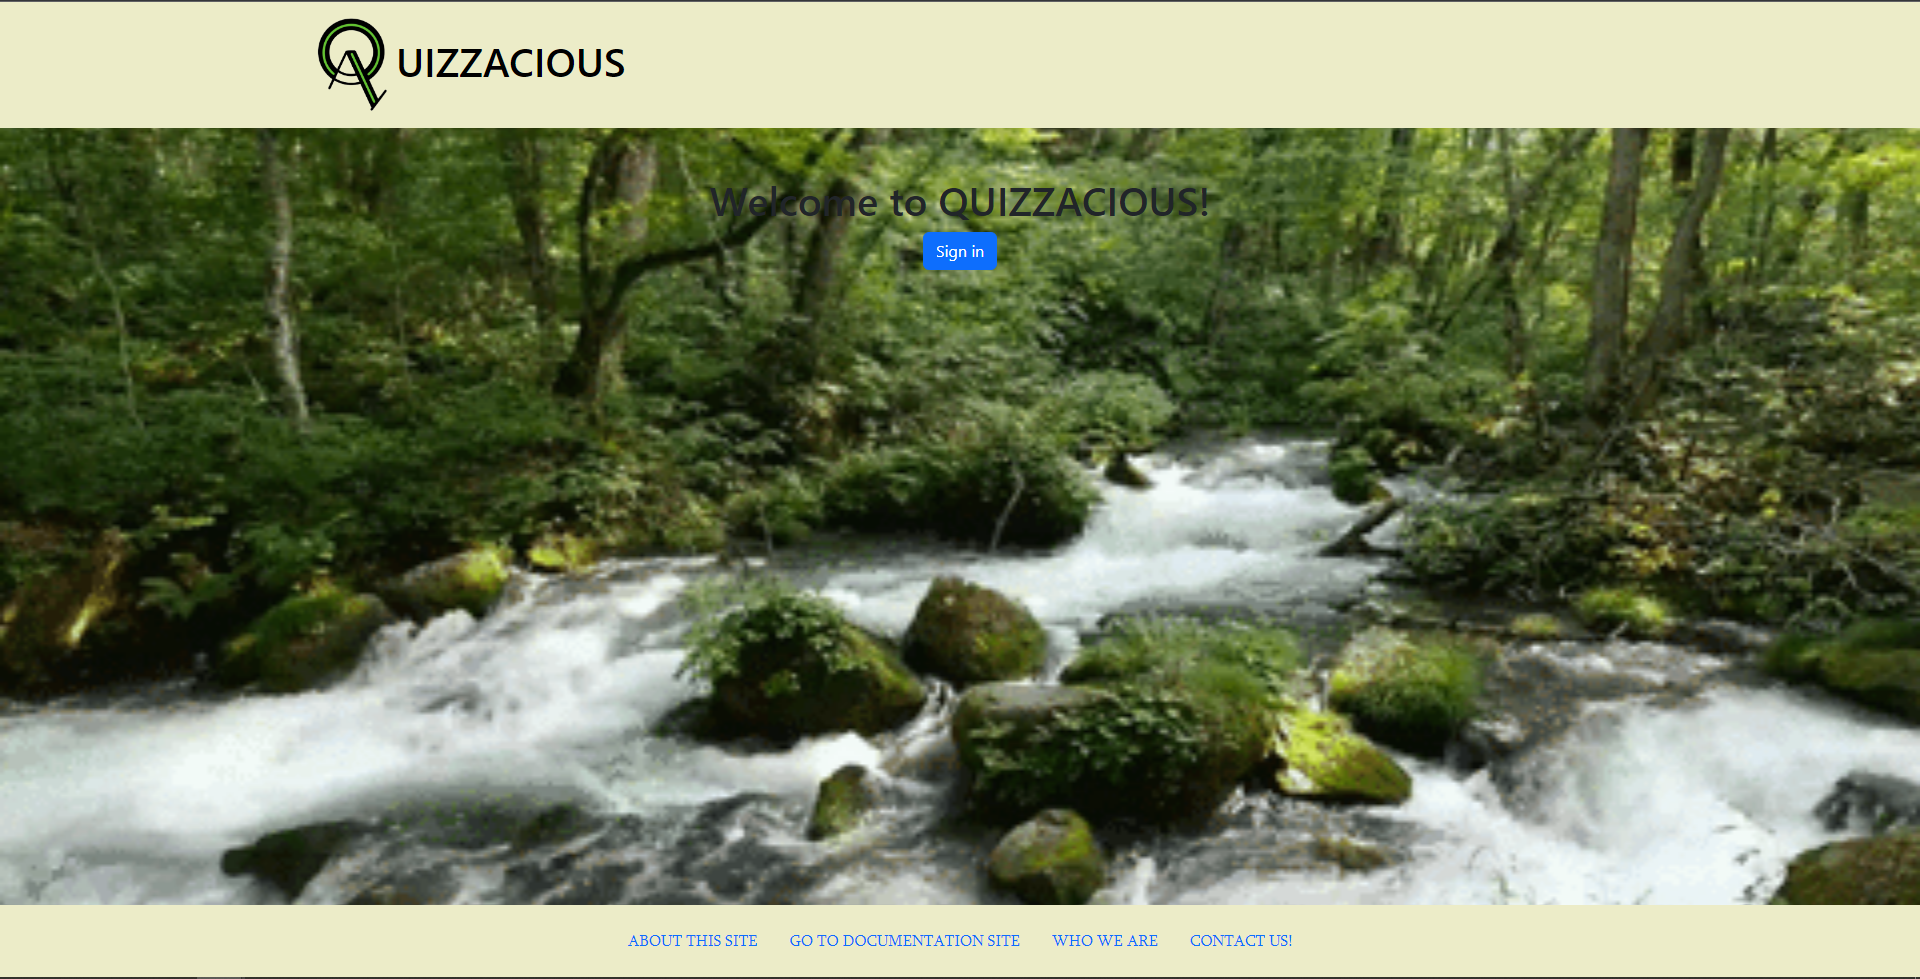 QUIZZACIOUS
Welcome to QUIZZACIOUS!
Sign in
ABOUT THIS SITE GO TO DOCUMENTATION SITE WHO WE ARE CONTACT US!